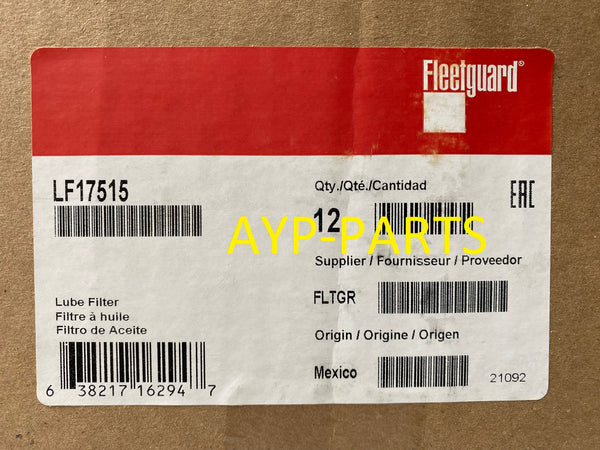 Fleetguard®
LF17515
Qty./Qté./Cantidad
EAC
12
AYP-PARTS
Supplier / Fournisseur / Proveedor
Lube Filter
Filtre à huile
Filtro de Aceite
FLTGR
Origin / Origine / Origen
Mexico
21092
6 38217 16294 7